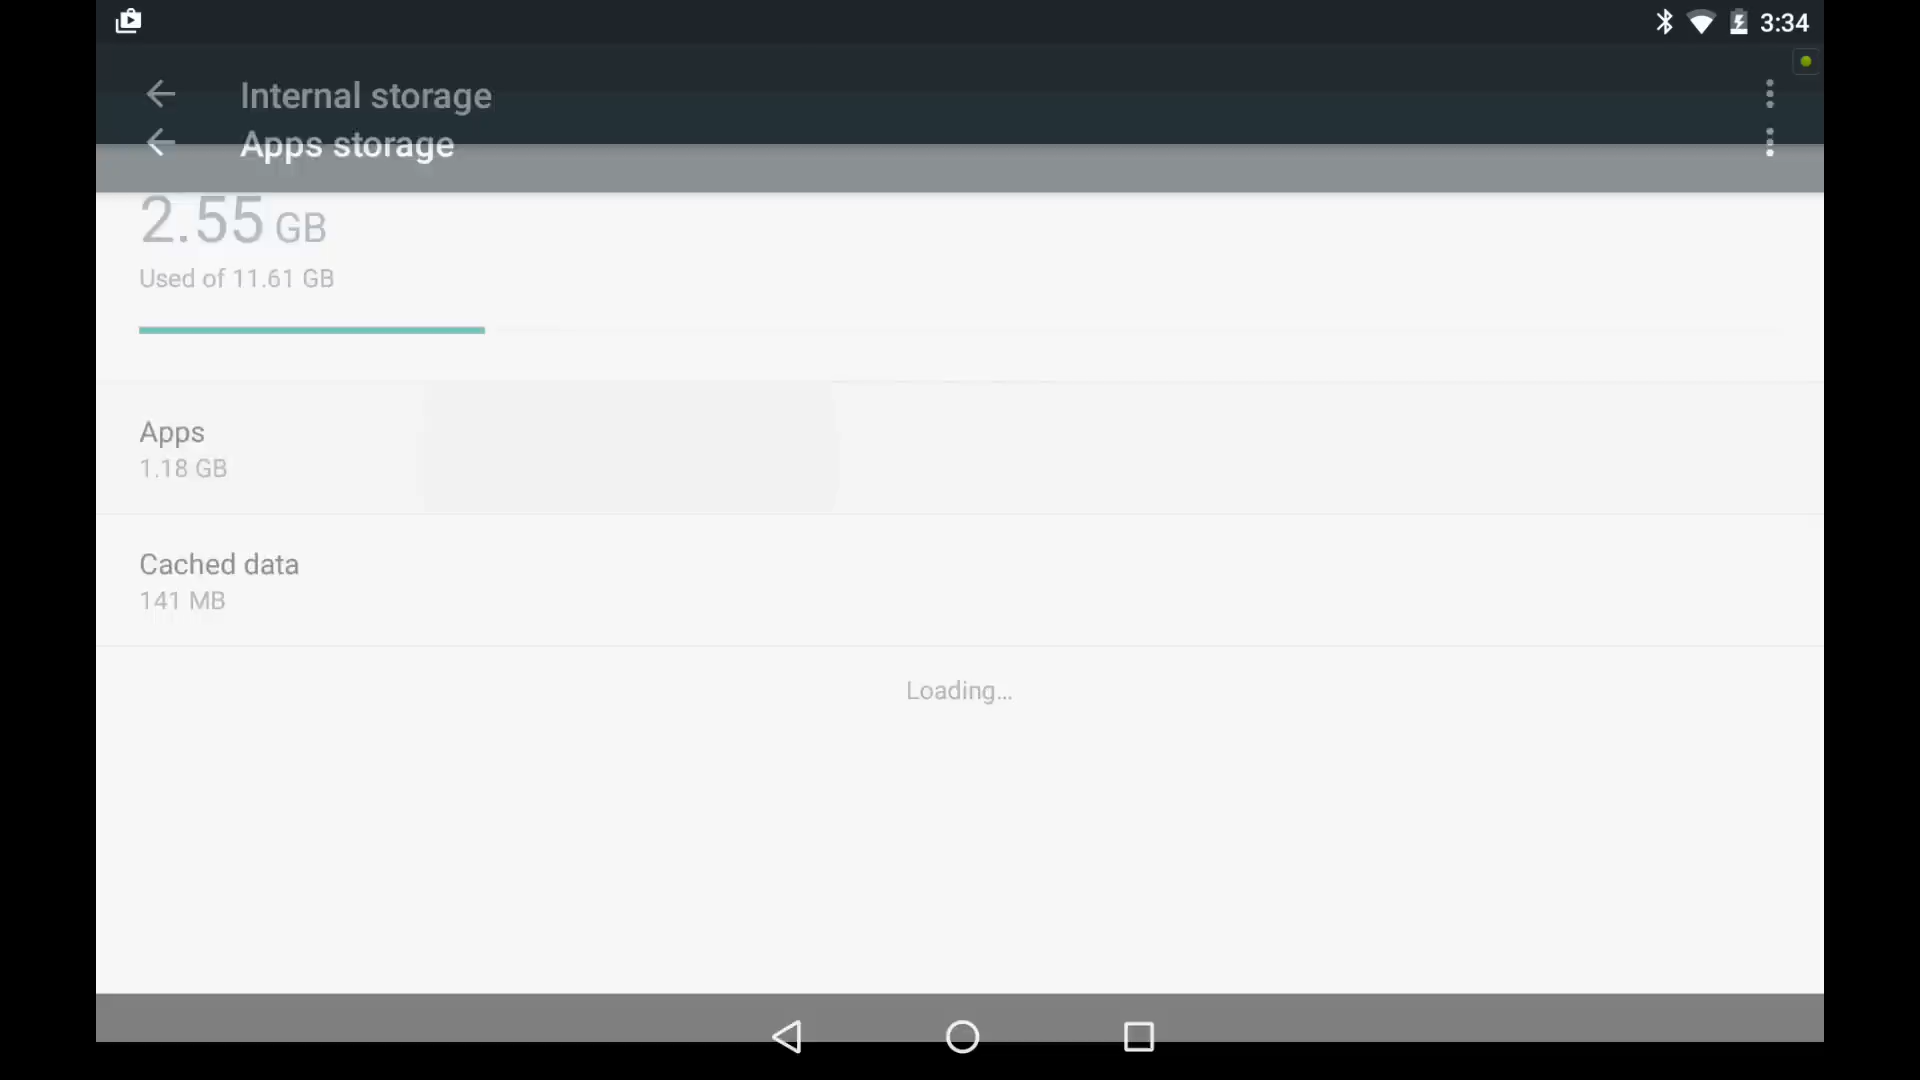 3:34
Internal storage
Apps storage
2.55 GB
Used of 11.61 GB
Apps
1.18 GB
Cached data
141 MB
Loading...